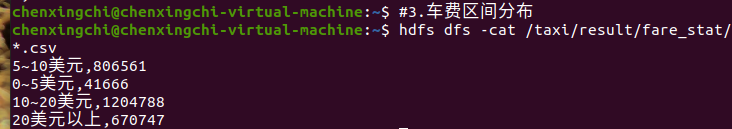 chenxingchi@chenxingchi-virtual-machine:~$ #3.车费区间分布
chenxingchi@chenxingchi-virtual-machine:~$ hdfs dfs -cat /taxi/result/fare_stat/
*.csv
5~10美元,806561
0~5美元,41666
10~20美元,1204788
20美元以上,670747